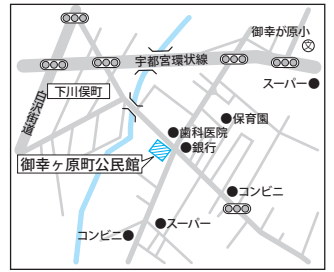 御幸が原小
文
宇都宮環状線
スーパー
白沢街道
下川俣町
保育園
歯科医院
銀行
御幸ヶ原町公民館
コンビニ
スーパー
コンビニ